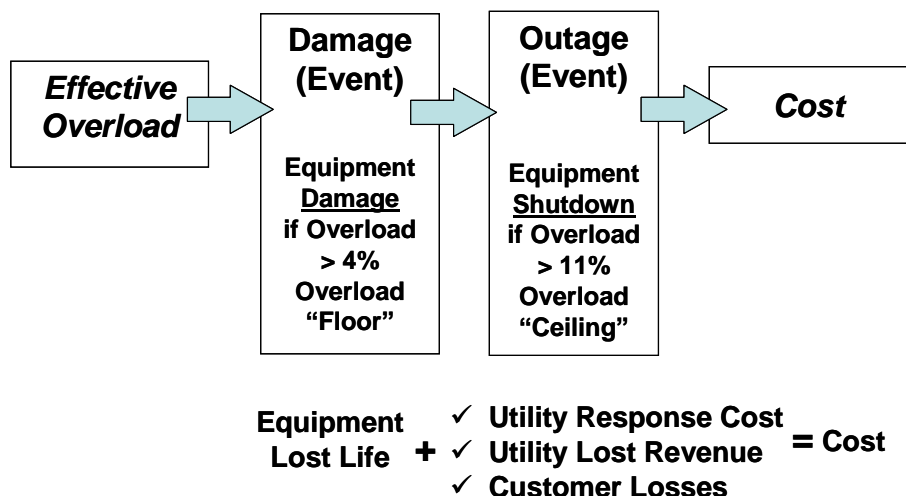 Effective
Overload
Damage
(Event)
Equipment
Damage
if Overload
> 4%
Overload
“Floor”
Outage
(Event)
Equipment
Shutdown
if Overload
> 11%
Overload
“Ceiling”
Cost
Equipment
Lost Life
+
✓ Utility Response Cost
✓ Utility Lost Revenue
✓ Customer Losses
= Cost